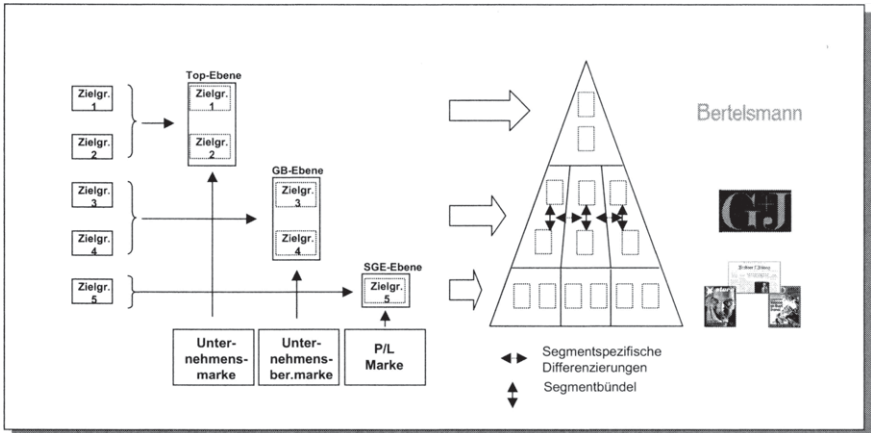 Top-Ebene
Zielgr.
1
Zielgr.
2
Zielgr.
3
Zielgr.
4
Zielgr.
5
Zielgr.
1
Zielgr.
2
GB-Ebene
Zielgr.
3
Zielgr.
4
SGE-Ebene
Zielgr.
5
Unter-
nehmens-
marke
Unter-
nehmens-
ber.marke
P/L
Marke
Bertelsmann
G+J
Segmentspezifische
Differenzierungen
Segmentbündel